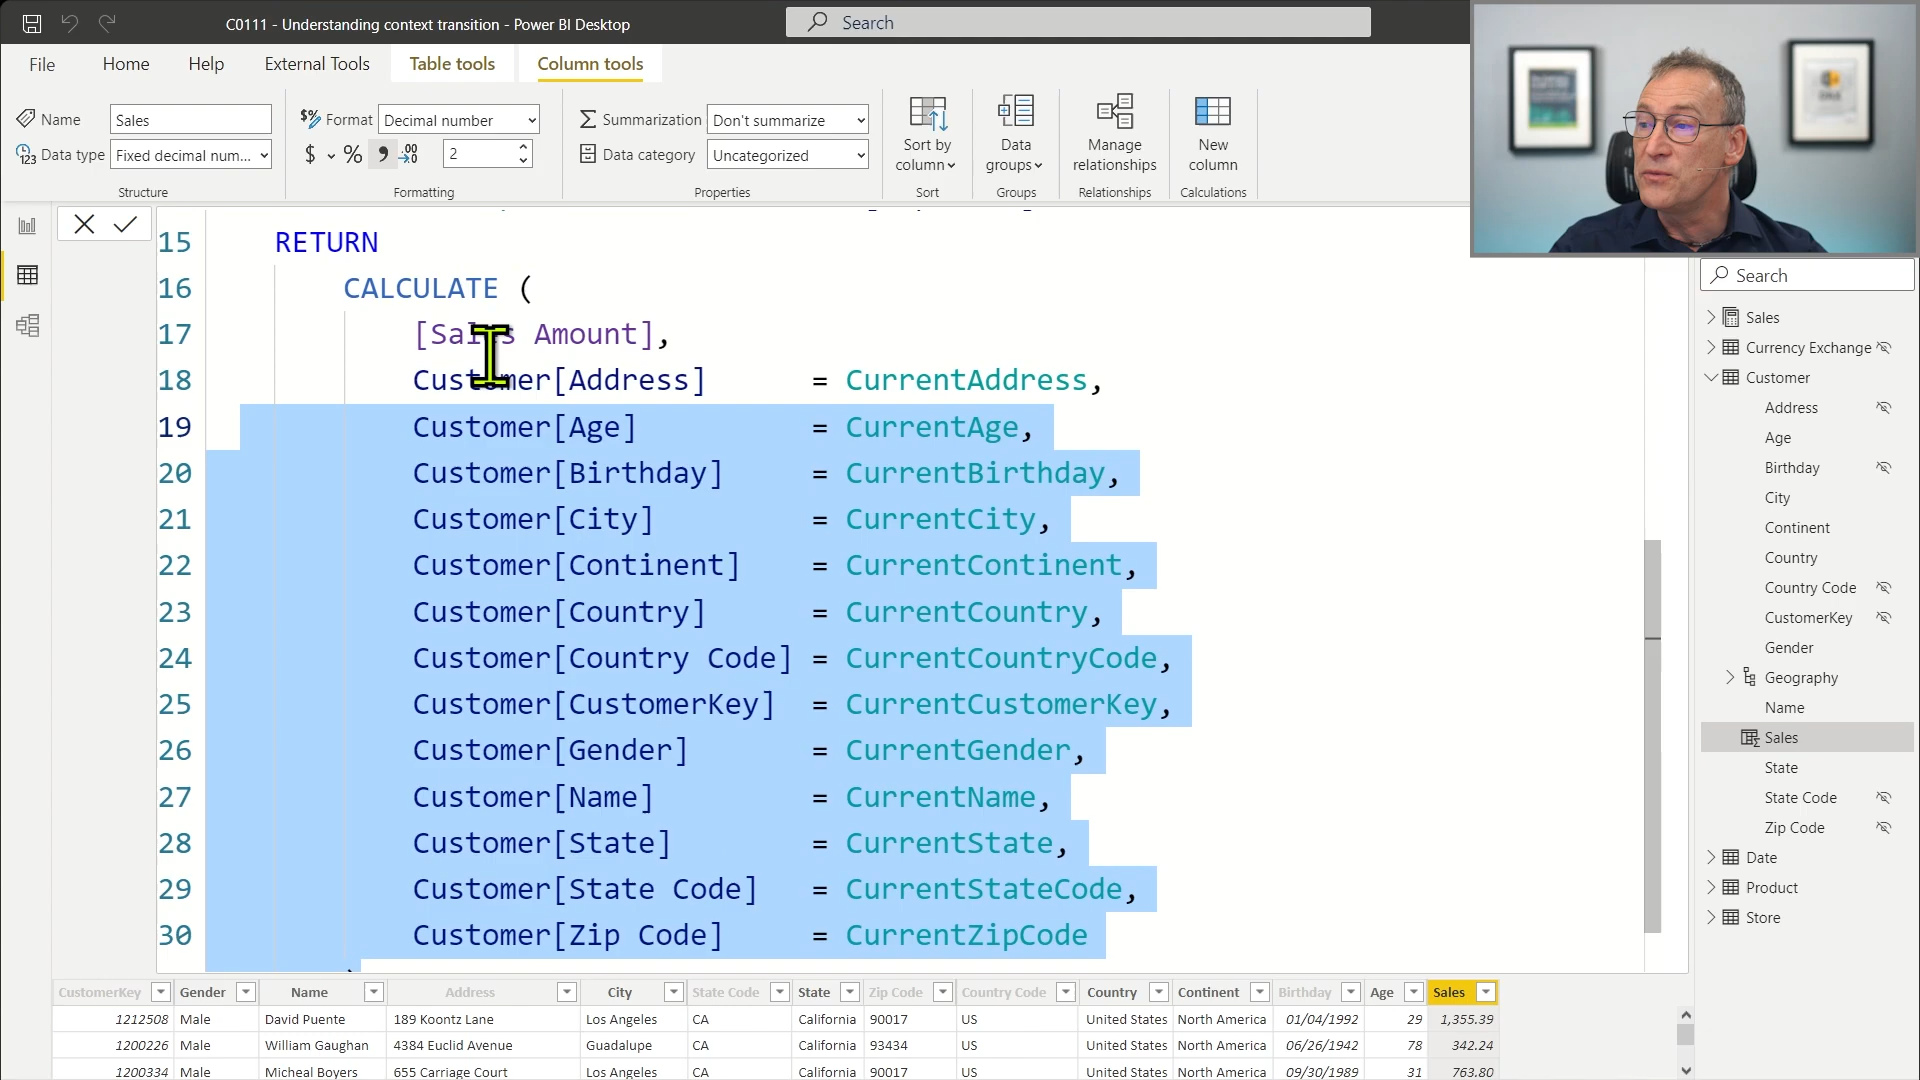 C0111 - Understanding context transition - Power BI Desktop
Search
File Home Help External Tools Table tools Column tools
Name Sales
Format Decimal number
Summarization Don't summarize
Data type Fixed decimal num...
$ % 9 .00 2
Data category Uncategorized
Sort by column
Data groups
Manage relationships
New column
Structure Formatting Properties Sort Groups Relationships Calculations
15 RETURN
16 CALCULATE (
17 [Sales Amount],
18 Customer[Address] = CurrentAddress,
19 Customer[Age] = CurrentAge,
20 Customer[Birthday] = CurrentBirthday,
21 Customer[City] = CurrentCity,
22 Customer[Continent] = CurrentContinent,
23 Customer[Country] = CurrentCountry,
24 Customer[Country Code] = CurrentCountryCode,
25 Customer[CustomerKey] = CurrentCustomerKey,
26 Customer[Gender] = CurrentGender,
27 Customer[Name] = CurrentName,
28 Customer[State] = CurrentState,
29 Customer[State Code] = CurrentStateCode,
30 Customer[Zip Code] = CurrentZipCode
Search
Sales
Currency Exchange
Customer
Address
Age
Birthday
City
Continent
Country
Country Code
CustomerKey
Gender
Geography
Name
Sales
State
State Code
Zip Code
Date
Product
Store
CustomerKey Gender Name Address City State Code State Zip Code Country Code Country Continent Birthday Age Sales
1212508 Male David Puente 189 Koontz Lane Los Angeles CA California 90017 US United States North America 01/04/1992 29 1,355.39
1200226 Male William Gaughan 4384 Euclid Avenue Guadalupe CA California 93434 US United States North America 06/26/1942 78 342.24
1200334 Male Micheal Boyers 655 Carriage Court Los Angeles CA California 90017 US United States North America 09/30/1989 31 763.80